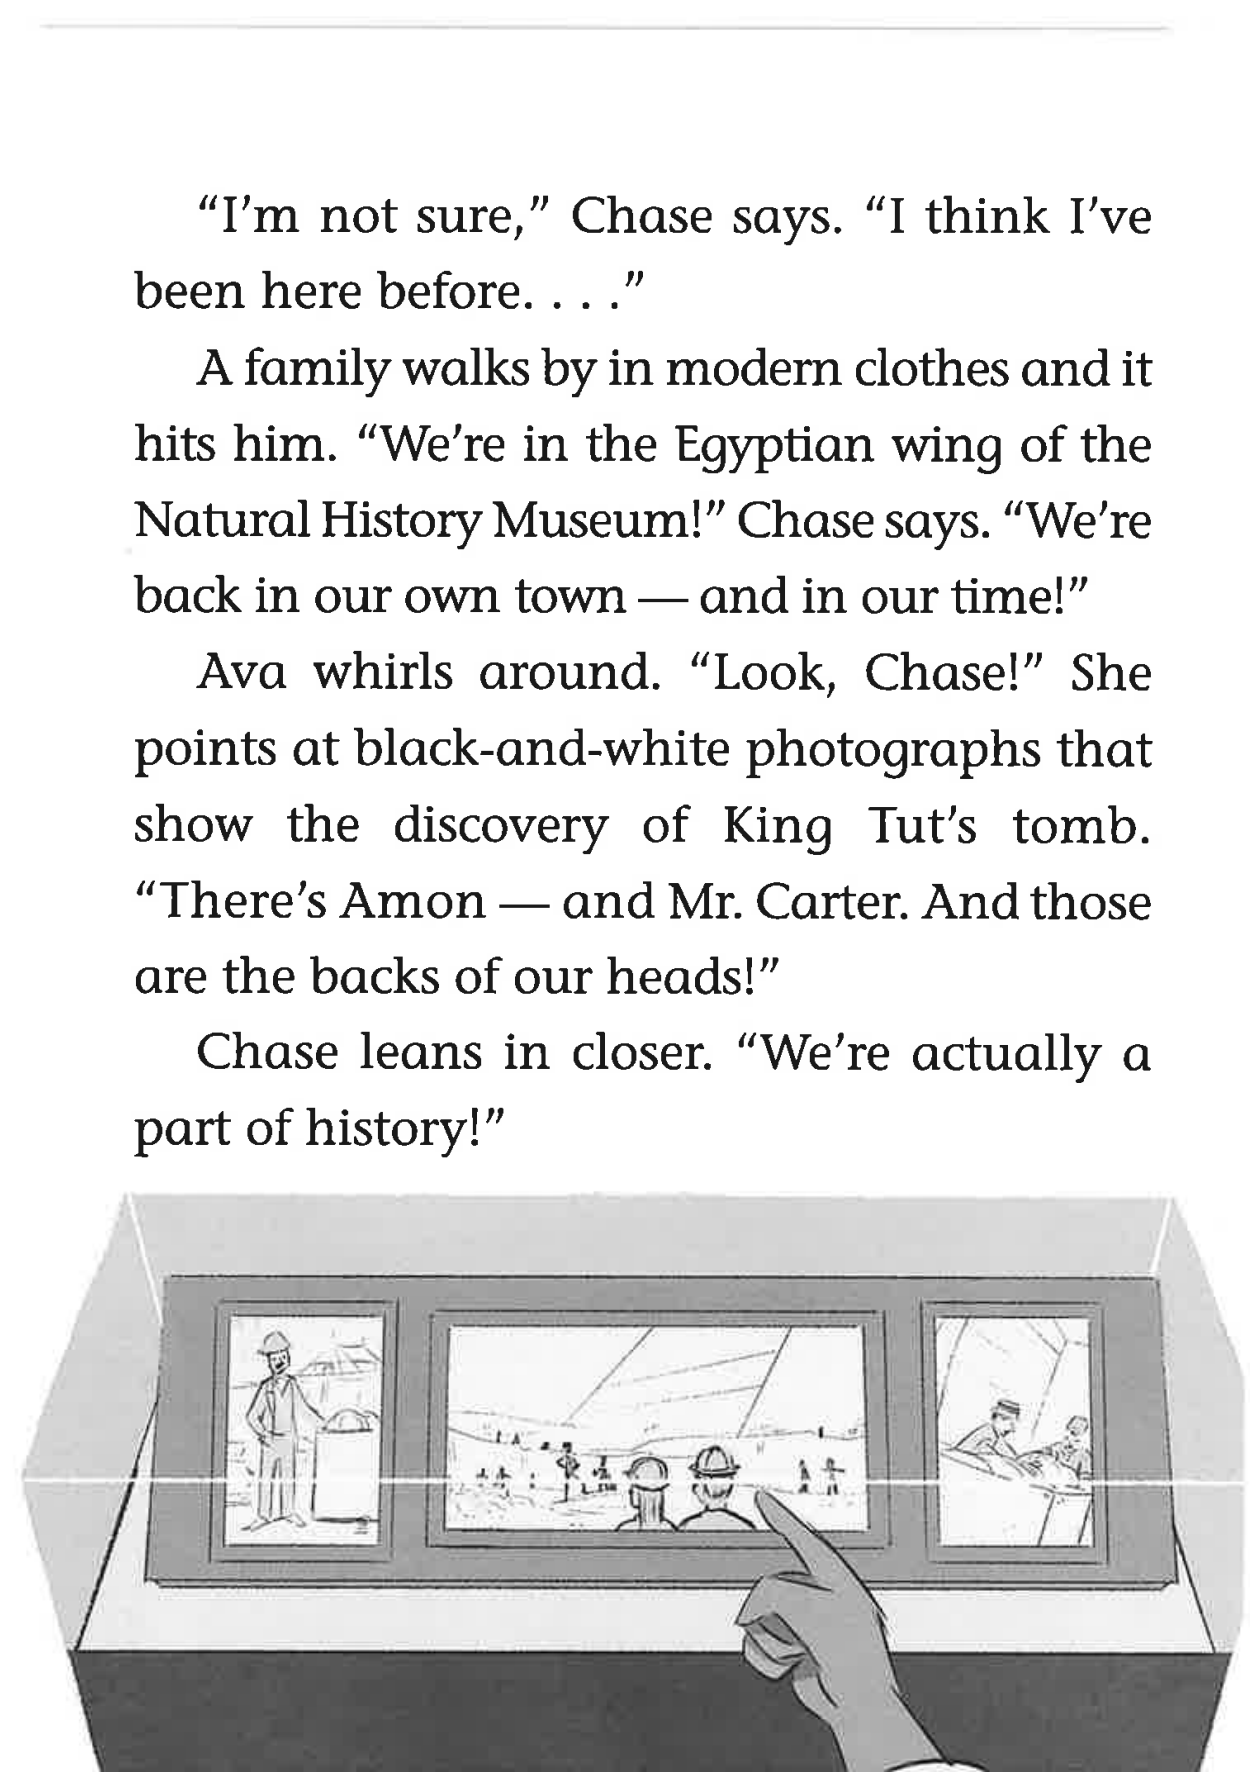 “I’m not sure,” Chase says. “I think I’ve
been here before. . . .”
A family walks by in modern clothes and it
hits him. “We’re in the Egyptian wing of the
Natural History Museum!” Chase says. “We’re
back in our own town — and in our time!”
Ava whirls around. “Look, Chase!” She
points at black-and-white photographs that
show the discovery of King Tut’s tomb.
“There’s Amon — and Mr. Carter. And those
are the backs of our heads!”
Chase leans in closer. “We’re actually a
part of history!”